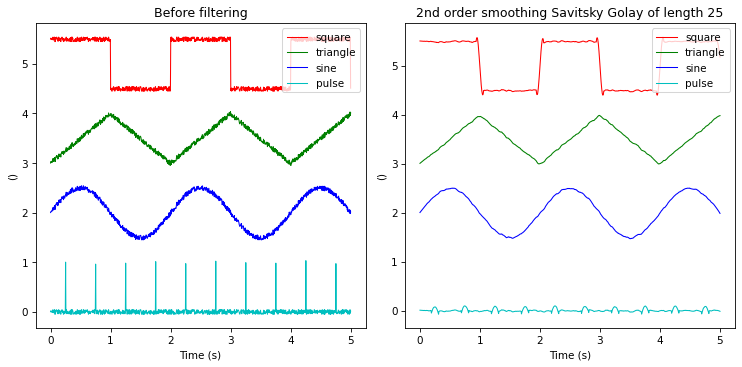 Before filtering
square
triangle
sine
pulse
5
4
3
2
1
0
()
0 1 2 3 4 5
Time (s)
2nd order smoothing Savitsky Golay of length 25
square
triangle
sine
pulse
5
4
3
2
1
0
()
0 1 2 3 4 5
Time (s)